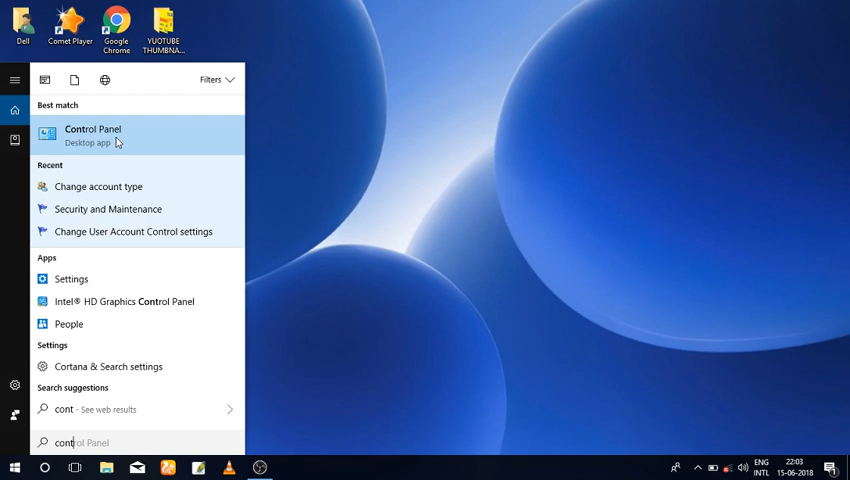 Dell
Comet Player
Google
Chrome
YUOTUBE
THUMBNA...
Filters
Best match
Control Panel
Desktop app
Recent
Change account type
Security and Maintenance
Change User Account Control settings
Apps
Settings
Intel® HD Graphics Control Panel
People
Settings
Cortana & Search settings
Search suggestions
cont - See web results
control Panel
ENG
INTL
22:03
15-06-2018
1